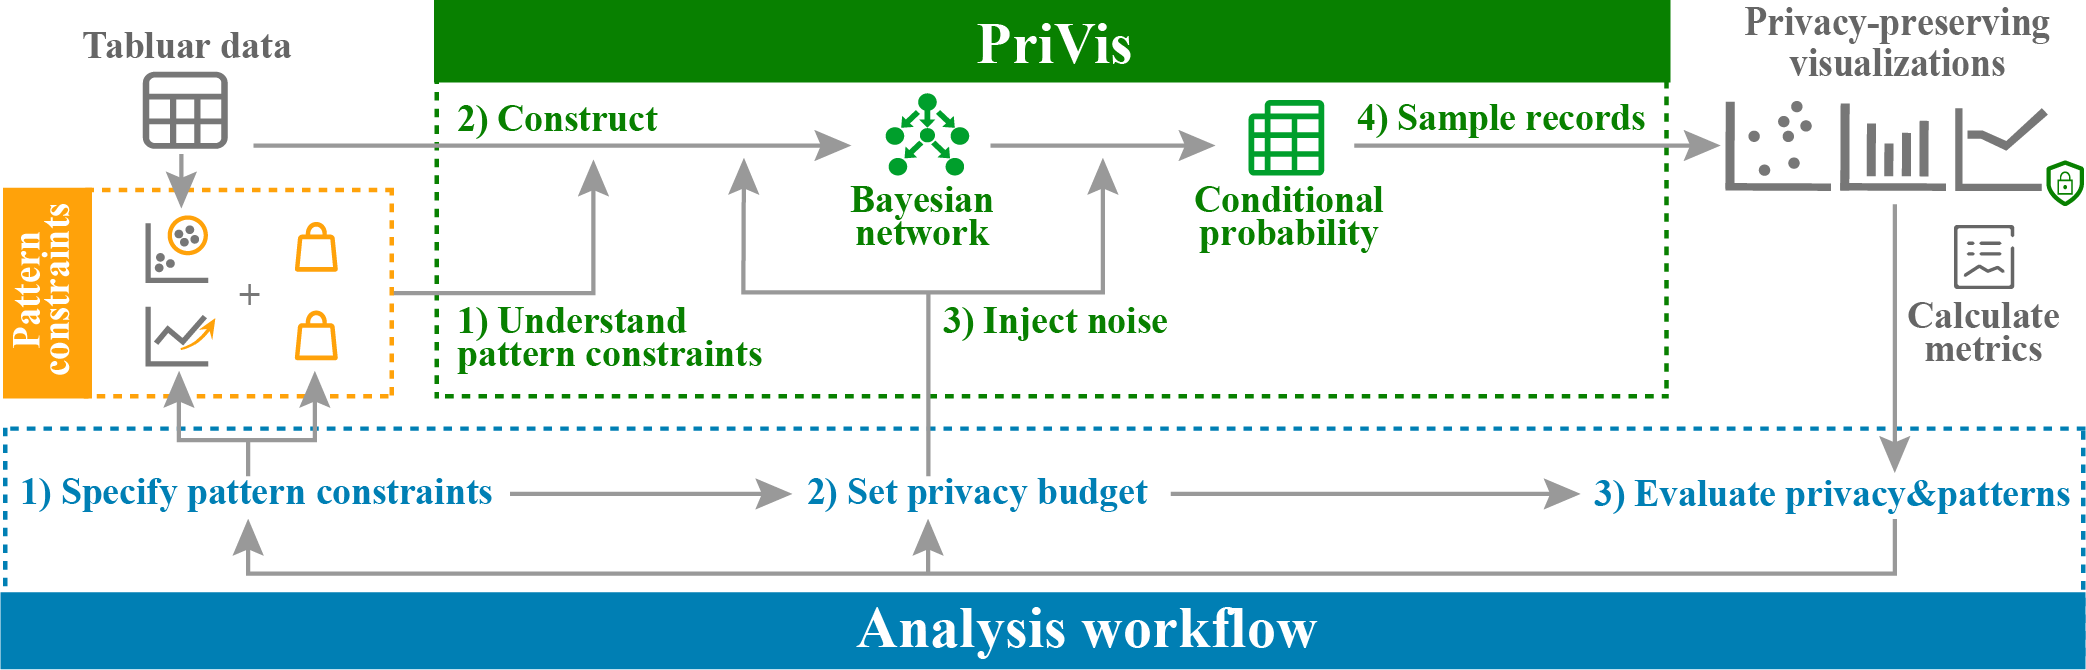 Tabluar data
PriVis
Privacy-preserving
visualizations
2) Construct
4) Sample records
Bayesian
network
Conditional
probability
Pattern
constraints
+
1) Understand
pattern constraints
3) Inject noise
Calculate
metrics
1) Specify pattern constraints
2) Set privacy budget
3) Evaluate privacy&patterns
Analysis workflow